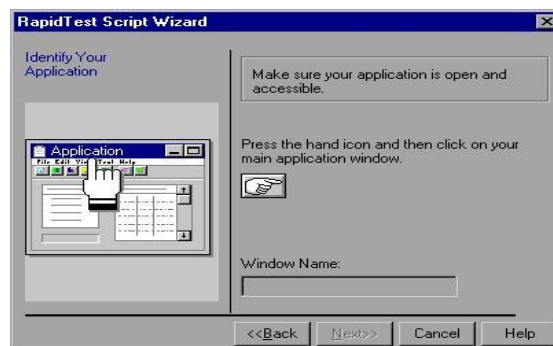 RapidTest Script Wizard
Identify Your
Application
Make sure your application is open and
accessible.
Application
File Edit View Test Help
Press the hand icon and then click on your
main application window.
Window Name:
<<Back
Next>>
Cancel
Help